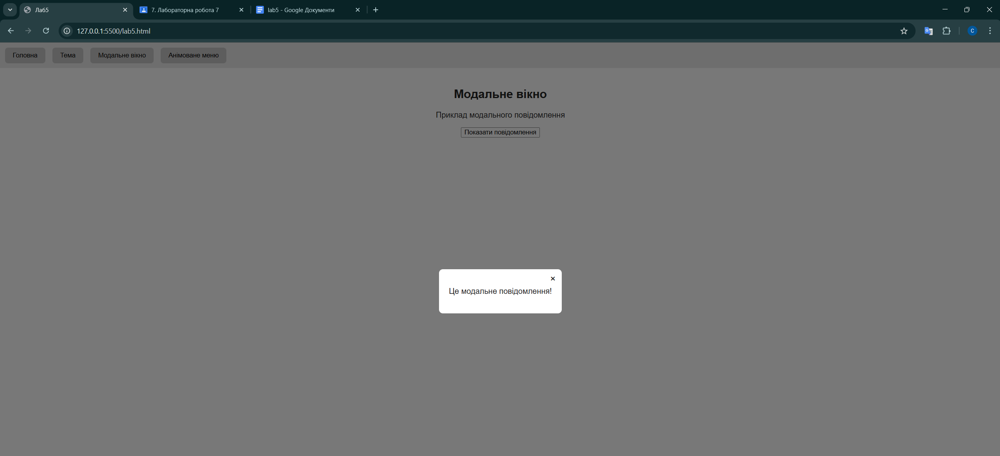 Лаб5
7. Лабораторна робота 7
lab5 - Google Документи
127.0.0.1:5500/lab5.html
C
Головна
Тема
Модальне вікно
Анімоване меню
Модальне вікно
Приклад модального повідомлення
Показати повідомлення
Це модальне повідомлення!